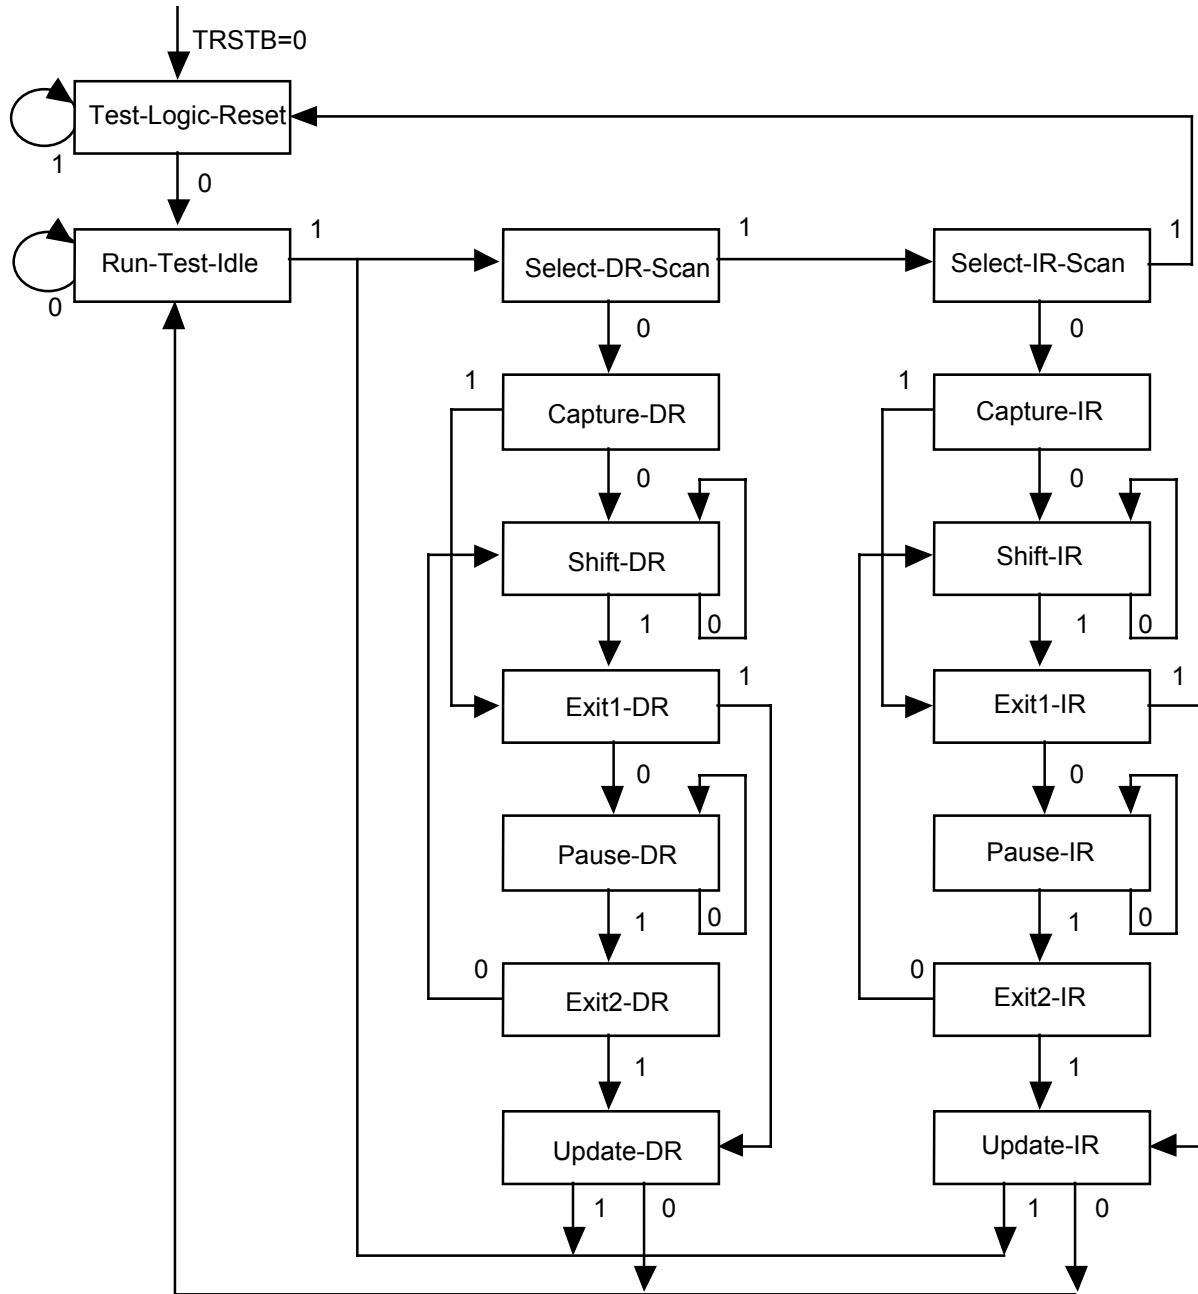 TRSTB=0
Test-Logic-Reset
1
0
1
1
1
Run-Test-Idle
Select-DR-Scan
Select-IR-Scan
0
0
0
1
1
Capture-DR
Capture-IR
0
0
Shift-DR
Shift-IR
1
0
1
0
1
1
Exit1-DR
Exit1-IR
0
0
Pause-DR
Pause-IR
1
0
1
0
0
0
Exit2-DR
Exit2-IR
1
1
Update-DR
Update-IR
1
0
1
0